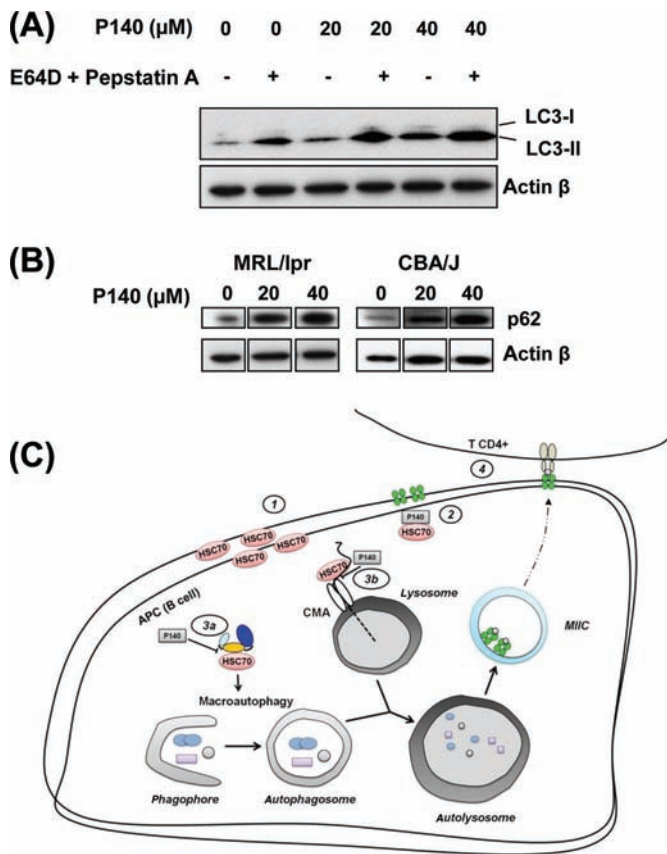 (A)
P140 (µM) 0 0 20 20 40 40
E64D + Pepstatin A - + - + - +
LC3-I
LC3-II
Actin β
(B)
MRL/lpr CBA/J
P140 (µM) 0 20 40 0 20 40
p62
Actin β
(C)
T CD4+
4
1
HSC70
HSC70
HSC70
HSC70
P140
HSC70
2
APC (B cell)
HSC70
P140
3b
CMA
Lysosome
MIIC
P140
3a
HSC70
Macroautophagy
Phagophore
Autophagosome
Autolysosome